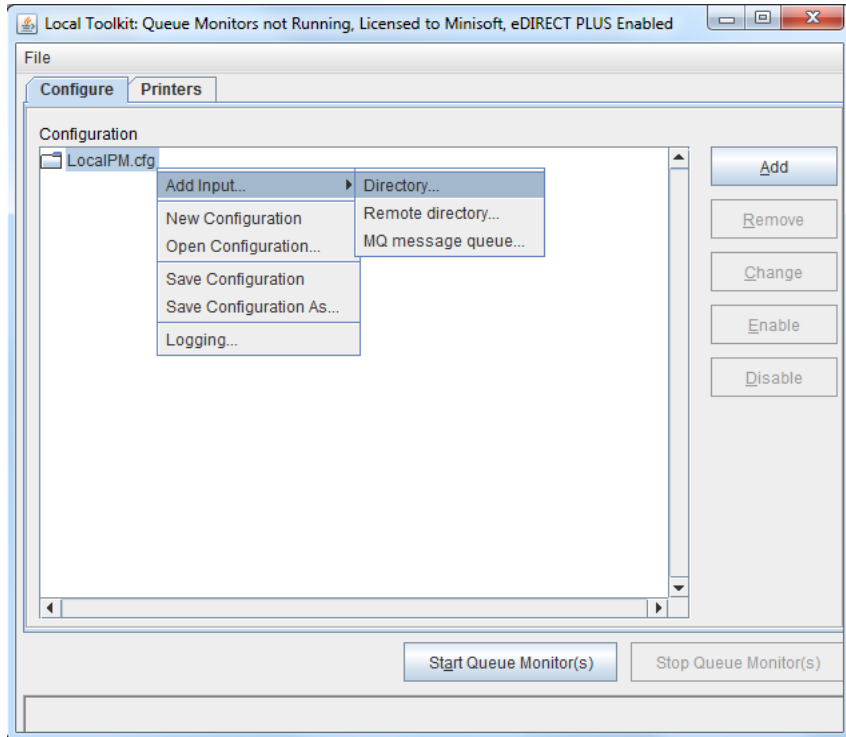 Local Toolkit: Queue Monitors not Running, Licensed to Minisoft, eDIRECT PLUS Enabled
File
Configure Printers
Configuration
LocalPM.cfg
Add Input...
New Configuration
Open Configuration...
Save Configuration
Save Configuration As...
Logging...
Directory...
Remote directory...
MQ message queue...
Add
Remove
Change
Enable
Disable
Start Queue Monitor(s) Stop Queue Monitor(s)